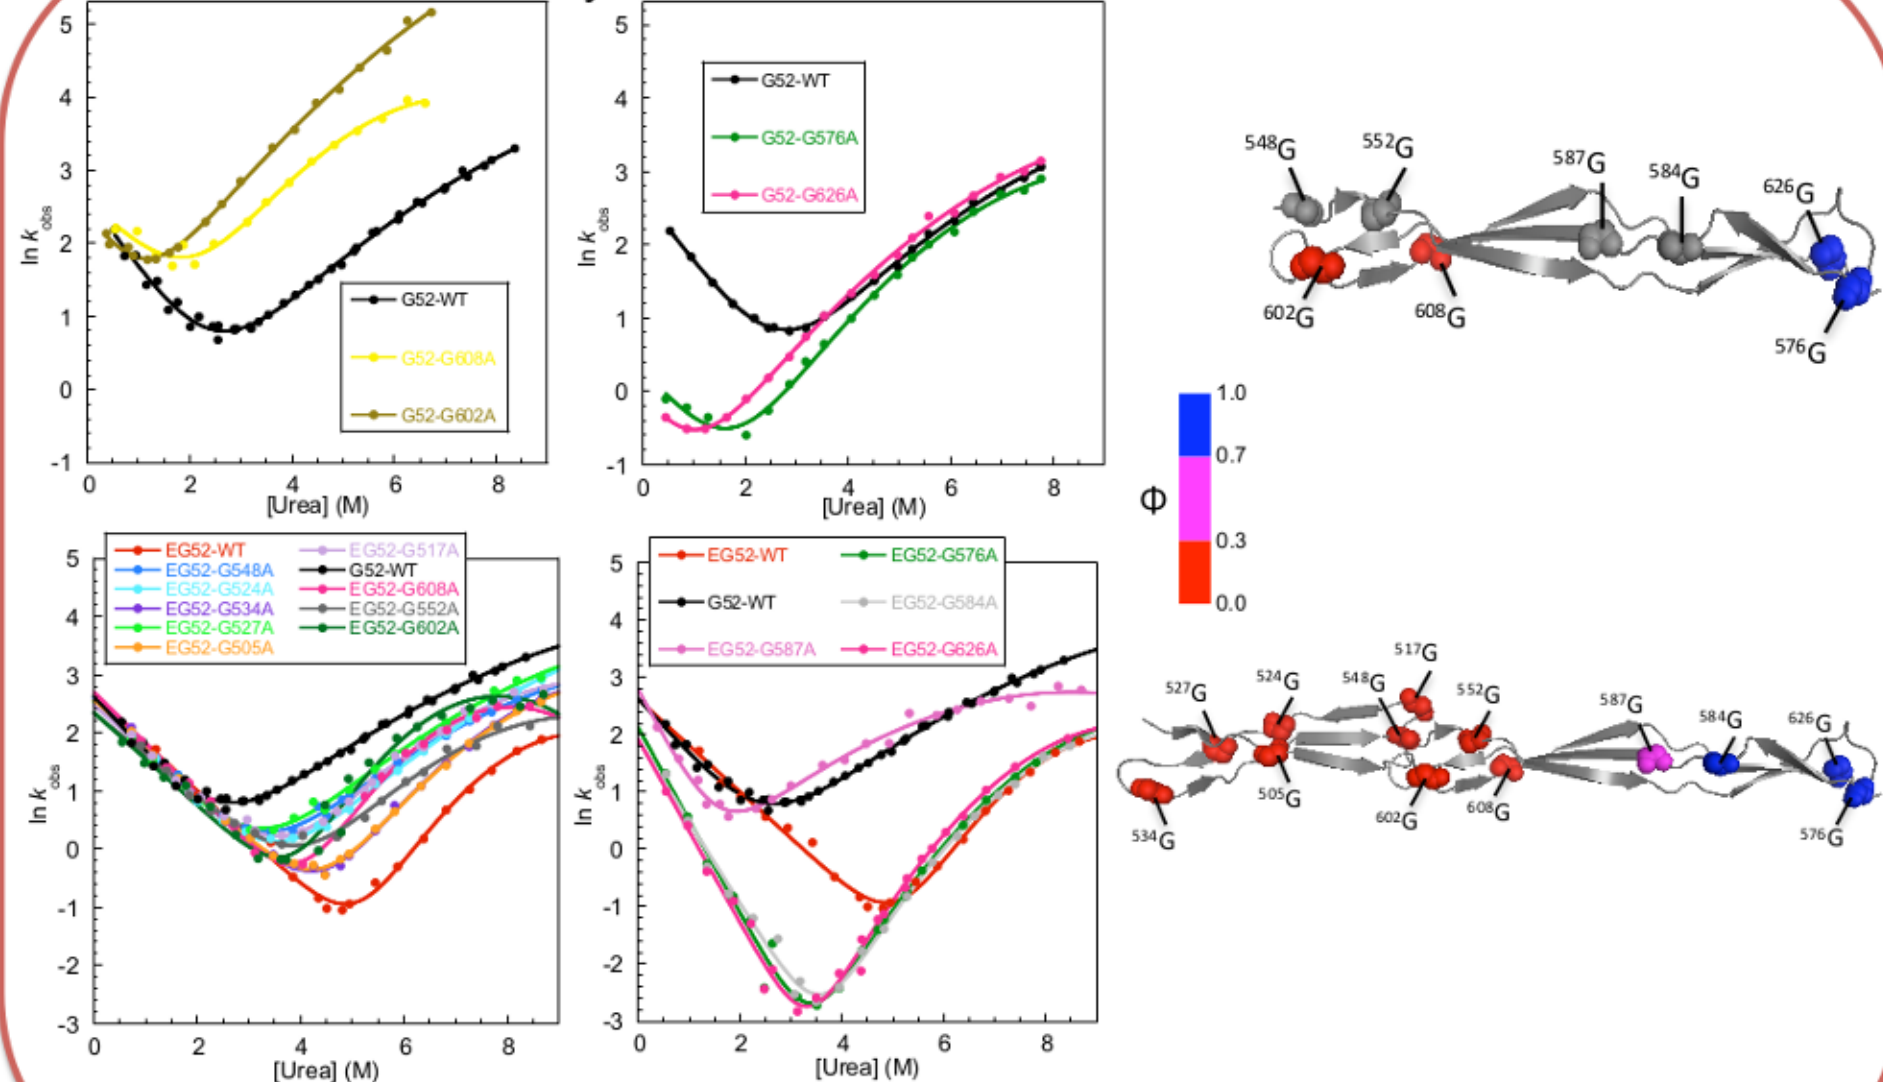 5
4
3
2
1
0
-1
ln kobs
0 2 4 6 8
[Urea] (M)
G52-WT
G52-G608A
G52-G602A
5
4
3
2
1
0
-1
ln kobs
0 2 4 6 8
[Urea] (M)
G52-WT
G52-G576A
G52-G626A
548G
552G
587G
584G
626G
602G
608G
576G
Φ
1.0
0.7
0.3
0.0
EG52-WT EG52-G517A
EG52-G548A G52-WT
EG52-G524A EG52-G608A
EG52-G534A EG52-G552A
EG52-G527A EG52-G602A
EG52-G505A
5
4
3
2
1
0
-1
-2
-3
ln kobs
0 2 4 6 8
[Urea] (M)
EG52-WT EG52-G576A
G52-WT EG52-G584A
EG52-G587A EG52-G626A
5
4
3
2
1
0
-1
-2
-3
ln kobs
0 2 4 6 8
[Urea] (M)
517G
527G
524G
548G
552G
587G
584G
626G
505G
534G
602G
608G
576G